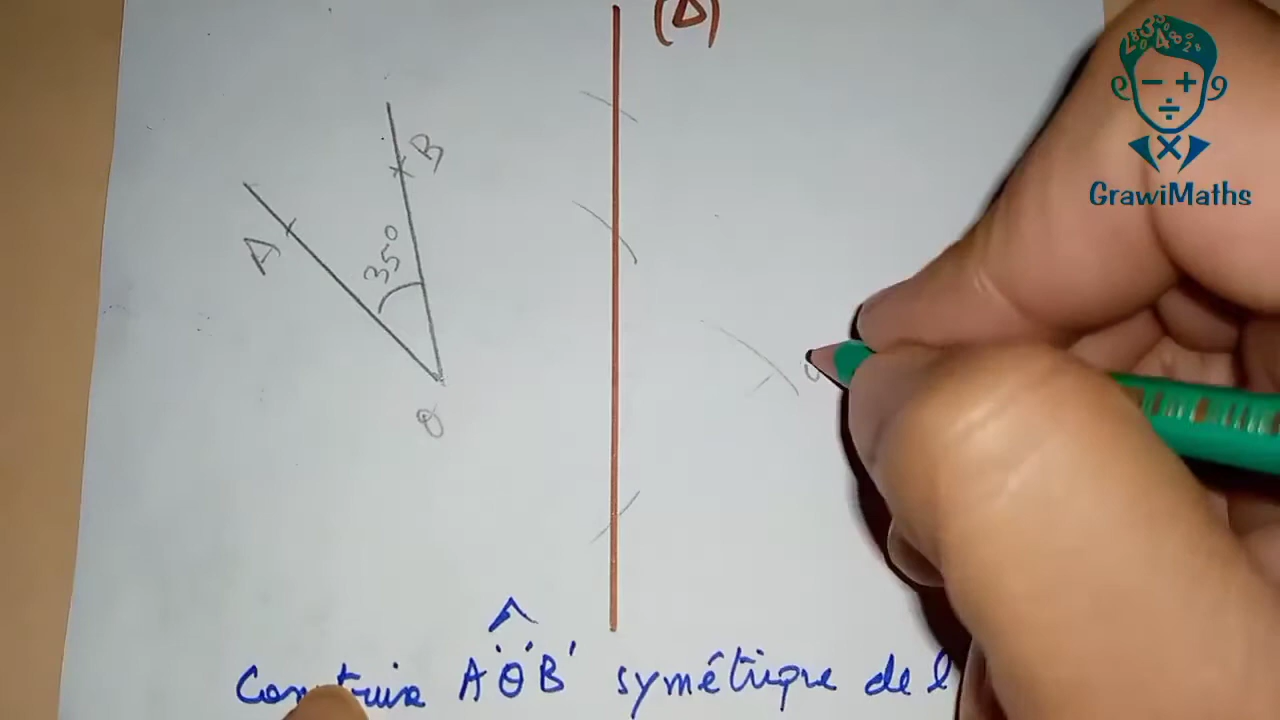 (Δ)
GrawiMaths
B
A
35°
O
Construire A'O'B' symétrique de l